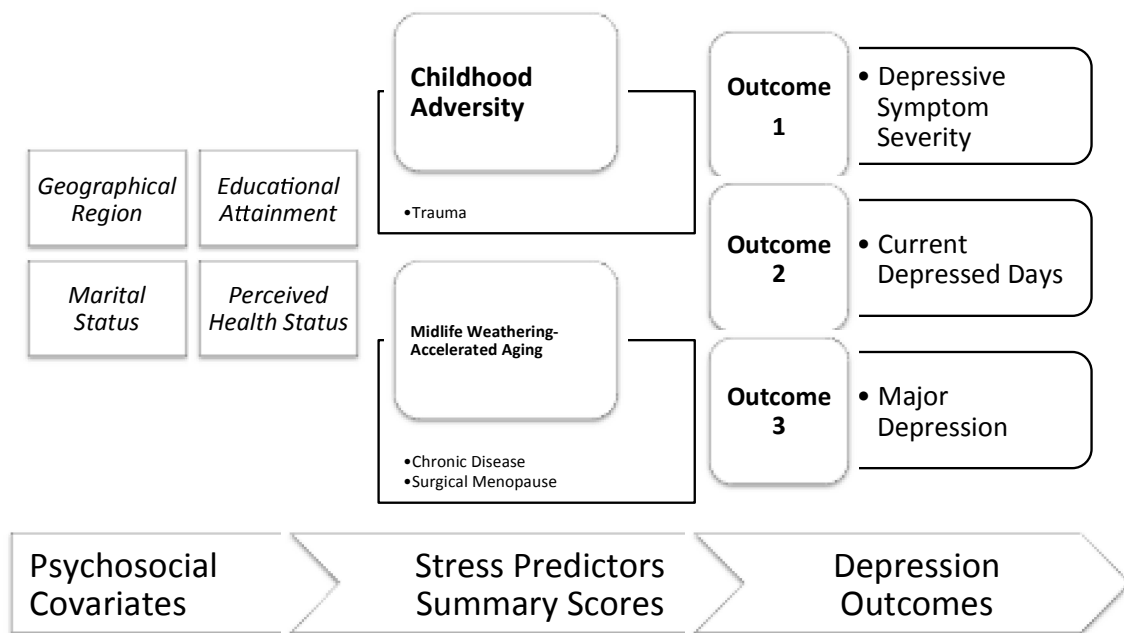 Geographical
Region
Educational
Attainment
Marital
Status
Perceived
Health Status
Childhood
Adversity
•Trauma
Midlife Weathering-
Accelerated Aging
•Chronic Disease
•Surgical Menopause
Outcome
1
• Depressive
Symptom
Severity
Outcome
2
• Current
Depressed Days
Outcome
3
• Major
Depression
Psychosocial
Covariates
Stress Predictors
Summary Scores
Depression
Outcomes